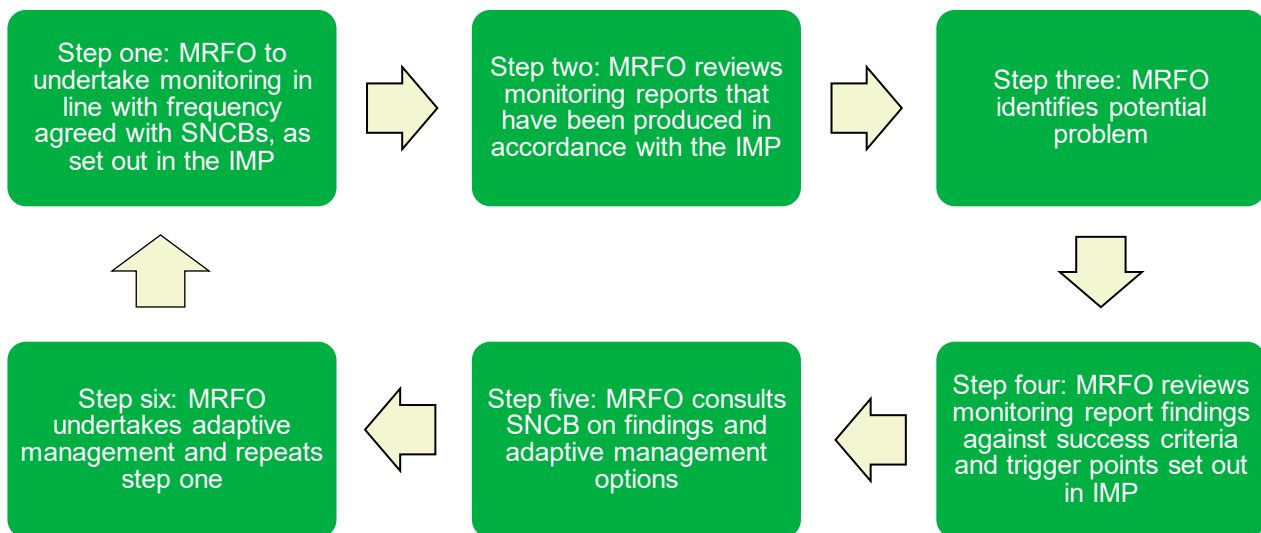 Step one: MRFO to
undertake monitoring in
line with frequency
agreed with SNCBs, as
set out in the IMP
Step two: MRFO reviews
monitoring reports that
have been produced in
accordance with the IMP
Step three: MRFO
identifies potential
problem
Step four: MRFO reviews
monitoring report findings
against success criteria
and trigger points set out
in IMP
Step five: MRFO consults
SNCB on findings and
adaptive management
options
Step six: MRFO
undertakes adaptive
management and repeats
step one